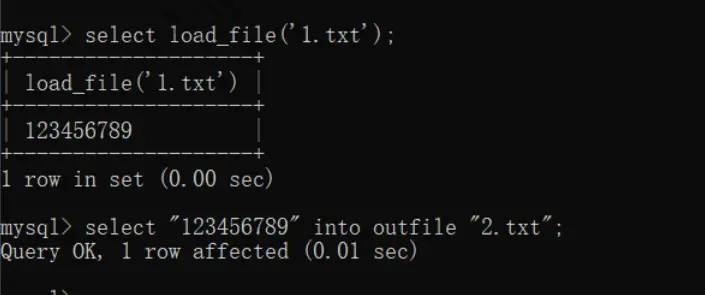 mysql> select load_file('1.txt');
+--------------------+
| load_file('1.txt') |
+--------------------+
| 123456789          |
+--------------------+
1 row in set (0.00 sec)
mysql> select "123456789" into outfile "2.txt";
Query OK, 1 row affected (0.01 sec)
mysql>